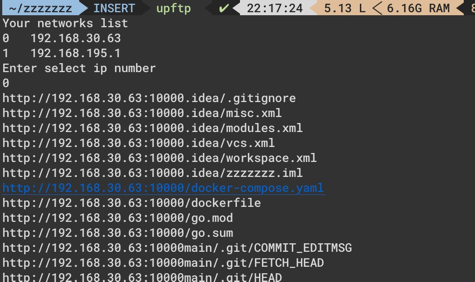 ~/zzzzzzz INSERT upftp ✔ 22:17:24 5.13 L < 6.16G RAM
Your networks list
0 192.168.30.63
1 192.168.195.1
Enter select ip number
0
http://192.168.30.63:10000.idea/.gitignore
http://192.168.30.63:10000.idea/misc.xml
http://192.168.30.63:10000.idea/modules.xml
http://192.168.30.63:10000.idea/vcs.xml
http://192.168.30.63:10000.idea/workspace.xml
http://192.168.30.63:10000.idea/zzzzzzz.iml
http://192.168.30.63:10000/docker-compose.yaml
http://192.168.30.63:10000/dockerfile
http://192.168.30.63:10000/go.mod
http://192.168.30.63:10000/go.sum
http://192.168.30.63:10000main/.git/COMMIT_EDITMSG
http://192.168.30.63:10000main/.git/FETCH_HEAD
http://192.168.30.63:10000main/.git/HEAD